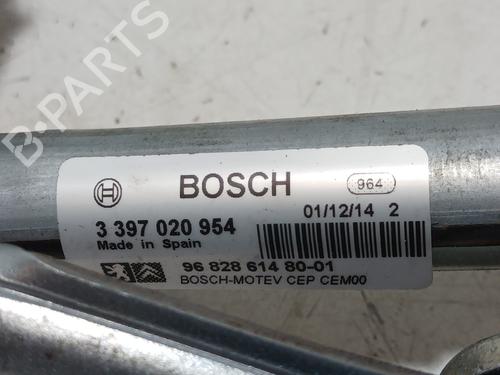 B-PARTS
BOSCH
964
3 397 020 954
Made in Spain
01/12/14 2
96 828 614 80-01
BOSCH-MOTEV CEP CEM00